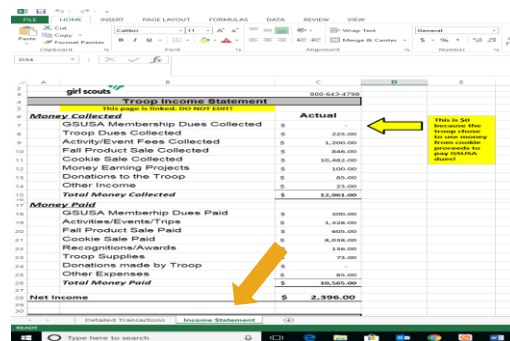 FILE HOME INSERT PAGE LAYOUT FORMULAS DATA REVIEW VIEW
Cut
Copy
Format Painter
Paste
Calibri 11
Wrap Text
Merge & Center
General
Clipboard Font Alignment Number
D34
A B C D E
girl scouts
800-643-4798
Troop Income Statement
This page is linked. DO NOT EDIT!
Money Collected Actual
GSUSA Membership Dues Collected $ -
Troop Dues Collected $ 225.00
Activity/Event Fees Collected $ 1,200.00
Fall Product Sale Collected $ 846.00
Cookie Sale Collected $ 10,482.00
Money Earning Projects $ 100.00
Donations to the Troop $ 85.00
Other Income $ 23.00
Total Money Collected $ 12,961.00
This is $0
because the
troop chose
to use money
from cookie
proceeds to
pay GSUSA
dues!
Money Paid
GSUSA Memberhip Dues Paid $ 300.00
Activities/Events/Trips $ 1,328.00
Fall Product Sale Paid $ 605.00
Cookie Sale Paid $ 8,038.00
Recognitions/Awards $ 136.00
Troop Supplies $ 73.00
Donations made by Troop $ -
Other Expenses $ 85.00
Total Money Paid $ 10,565.00
Net Income $ 2,396.00
Detailed Transactions Income Statement
READY
Type here to search